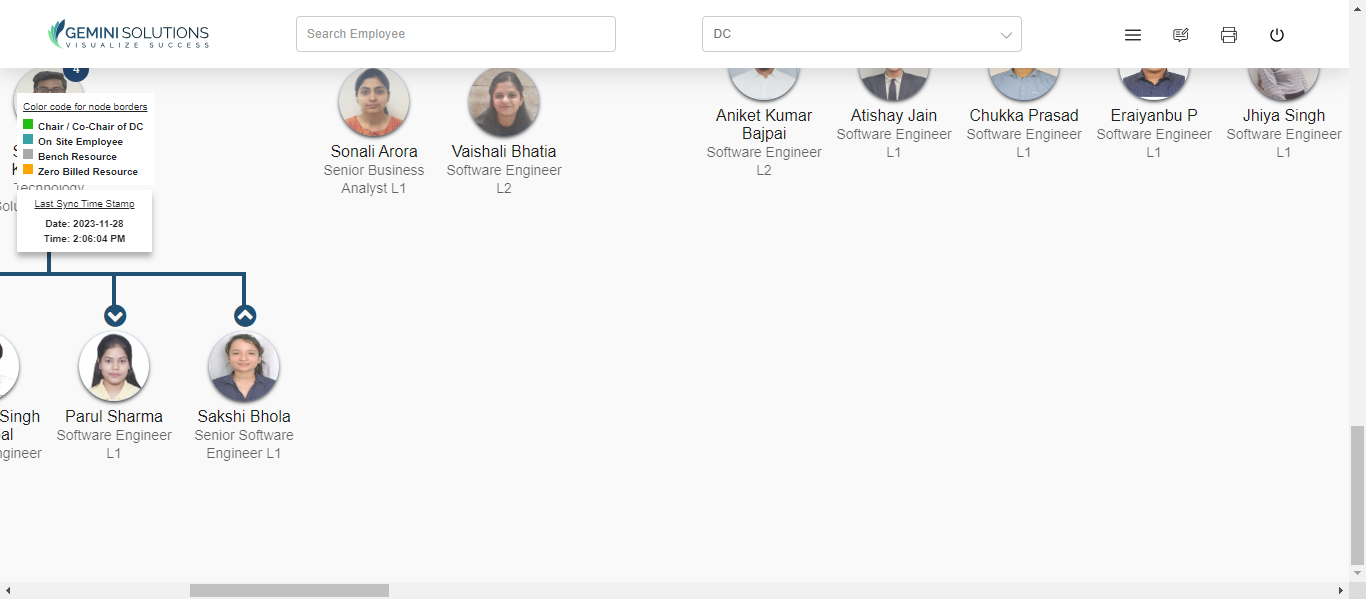 GEMINI SOLUTIONS
VISUALIZE SUCCESS
Search Employee
DC
4
Color code for node borders
Chair / Co-Chair of DC
On Site Employee
Bench Resource
Zero Billed Resource
Technology
Last Sync Time Stamp
Date: 2023-11-28
Time: 2:06:04 PM
Sonali Arora
Senior Business
Analyst L1
Vaishali Bhatia
Software Engineer
L2
Aniket Kumar
Bajpai
Software Engineer
L2
Atishay Jain
Software Engineer
L1
Chukka Prasad
Software Engineer
L1
Eraiyanbu P
Software Engineer
L1
Jhiya Singh
Software Engineer
L1
Singh
Parul Sharma
Software Engineer
L1
Sakshi Bhola
Senior Software
Engineer L1